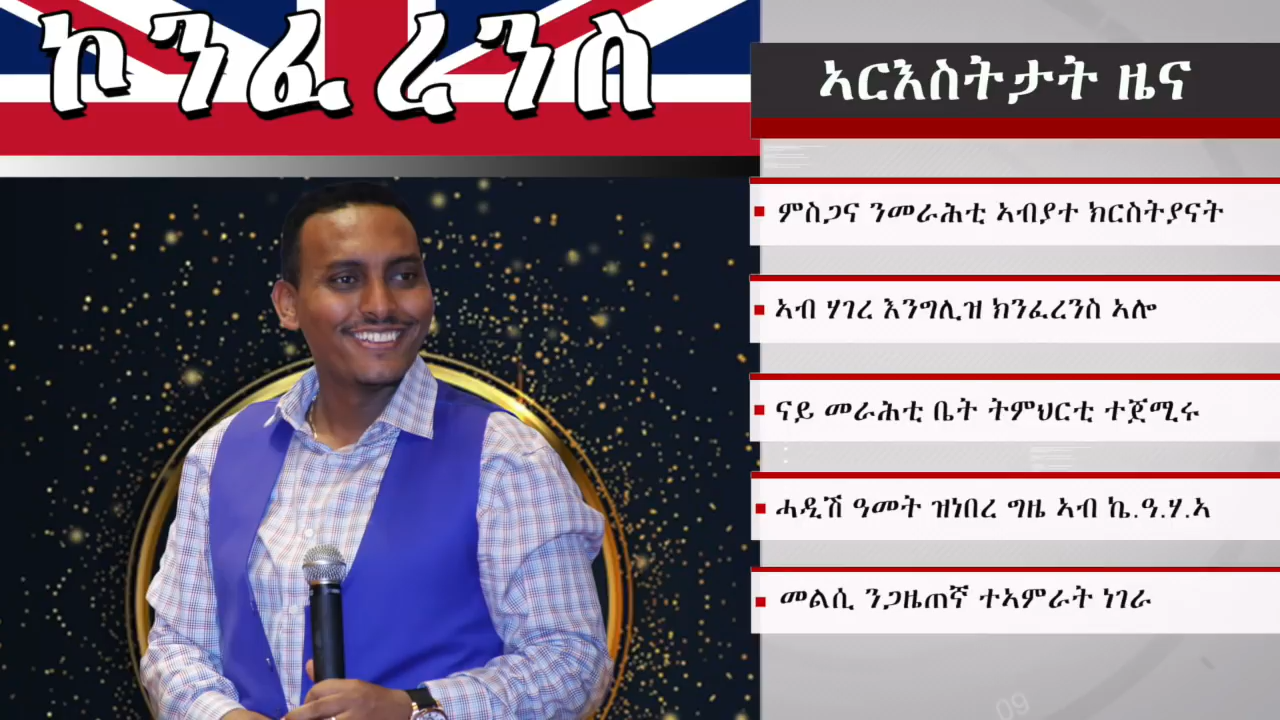 ኮንፈረንስ
ኣርእስትታት ዜና
ምስጋና ንመራሕቲ ኣብያተ ክርስትያናት
ኣብ ሃገረ እንግሊዝ ክንፈረንስ ኣሎ
ናይ መራሕቲ ቤት ትምህርቲ ተጀሚሩ
ሓዲሽ ዓመት ዝነበረ ግዜ ኣብ ኬ.ዓ.ሃ.ኣ
መልሲ ንጋዜጠኛ ተኣምራት ነገራ
09